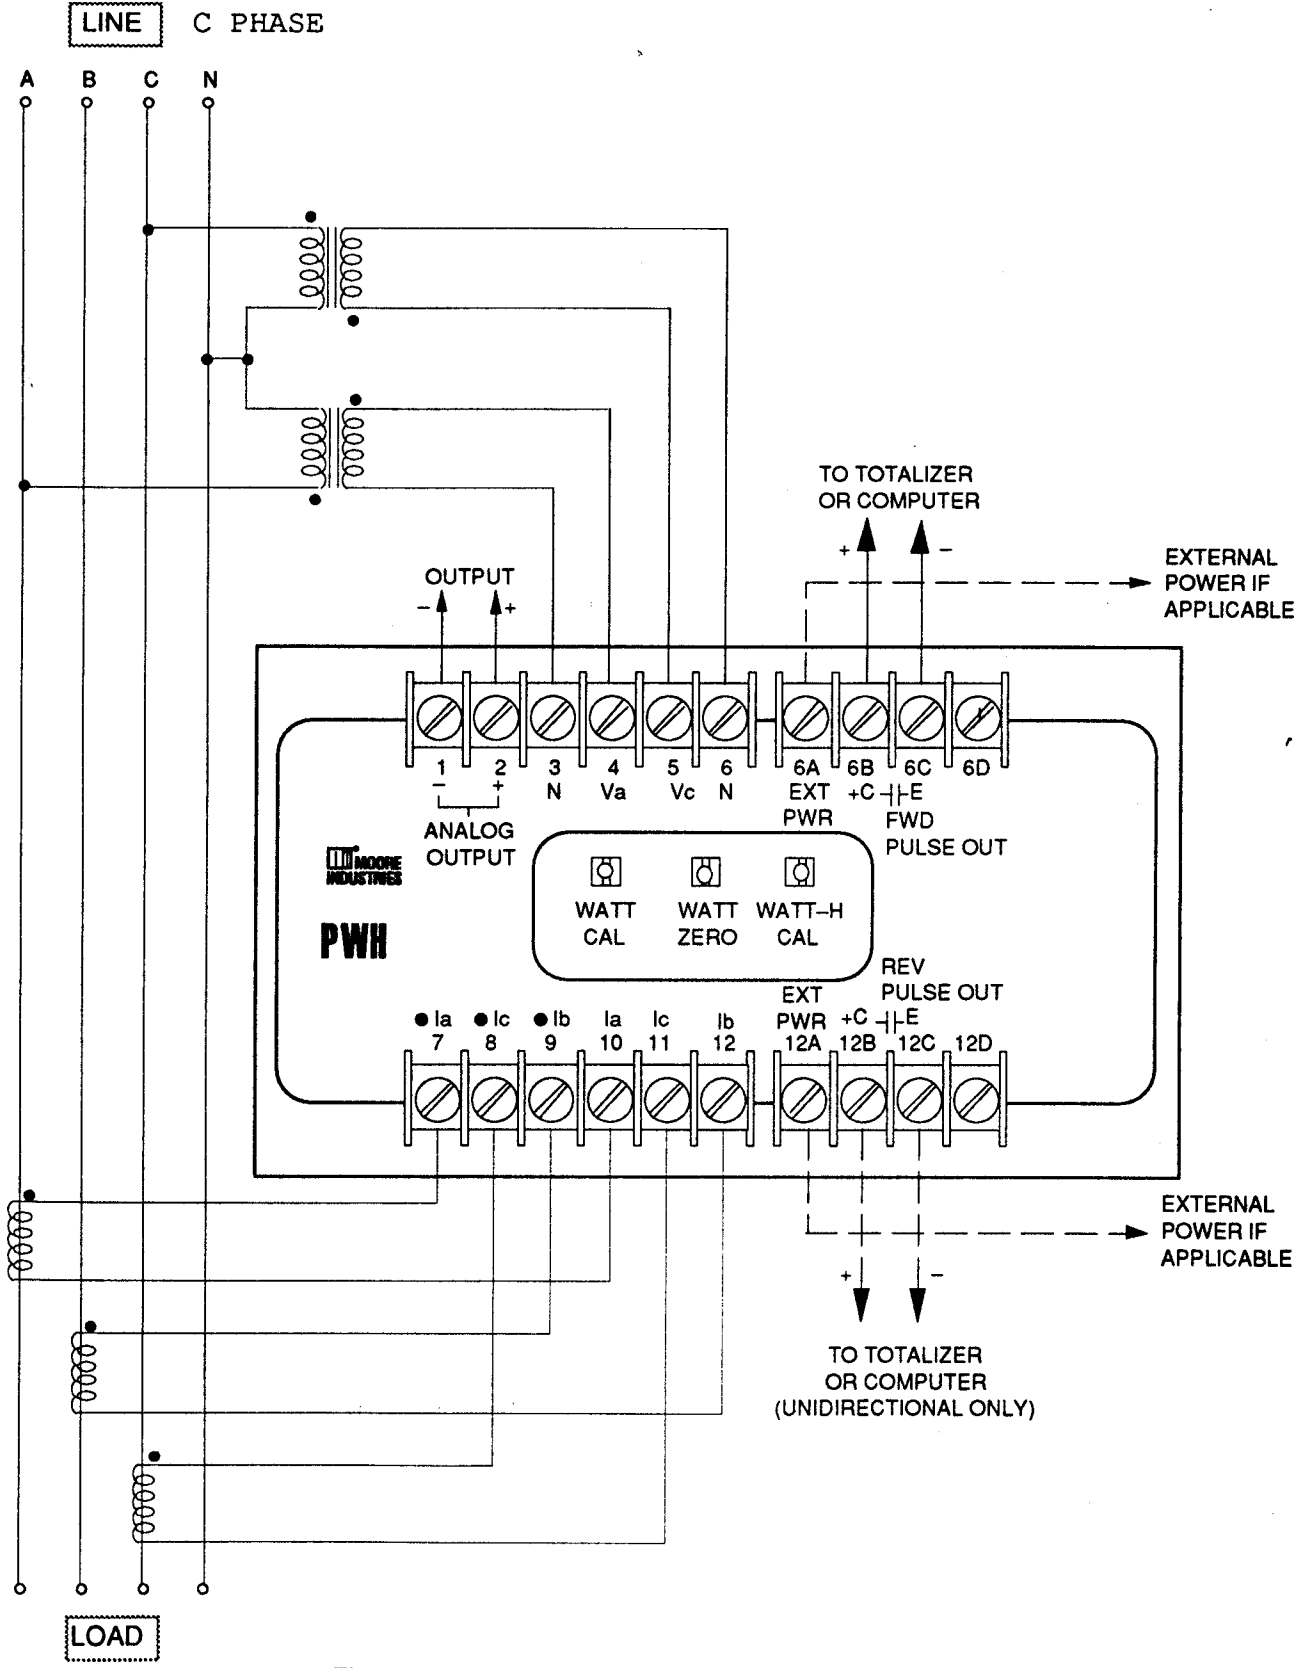 LINE C PHASE
A B C N
TO TOTALIZER
OR COMPUTER
+ −
EXTERNAL
POWER IF
APPLICABLE
OUTPUT
− +
1 2 3 4 5 6 6A 6B 6C 6D
− + N Va Vc N EXT +C E
PWR FWD
PULSE OUT
ANALOG
OUTPUT
MOORE
INDUSTRIES
PWH
WATT WATT WATT–H
CAL ZERO CAL
REV
PULSE OUT
EXT
PWR +C E
Ia Ic Ib Ia Ic Ib
7 8 9 10 11 12 12A 12B 12C 12D
EXTERNAL
POWER IF
APPLICABLE
+ −
TO TOTALIZER
OR COMPUTER
(UNIDIRECTIONAL ONLY)
LOAD